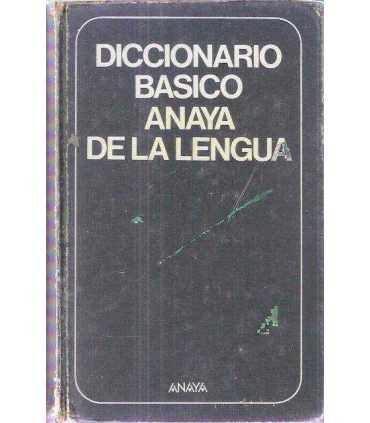 DICCIONARIO
BASICO
ANAYA
DE LA LENGUA
ANAYA